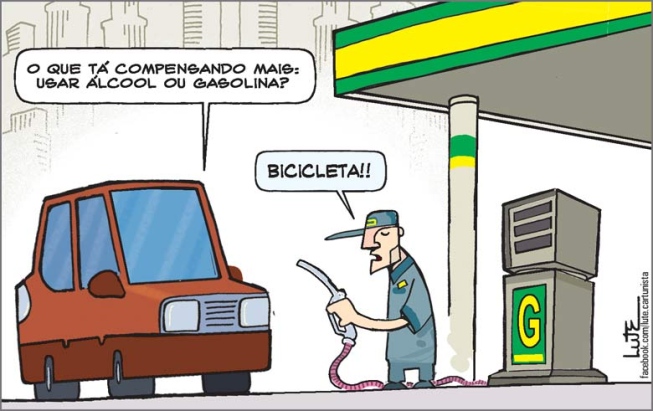 O QUE TÁ COMPENSANDO MAIS:
USAR ÁLCOOL OU GASOLINA?
BICICLETA!!
G
LUTE
facebook.com/lute.cartunista